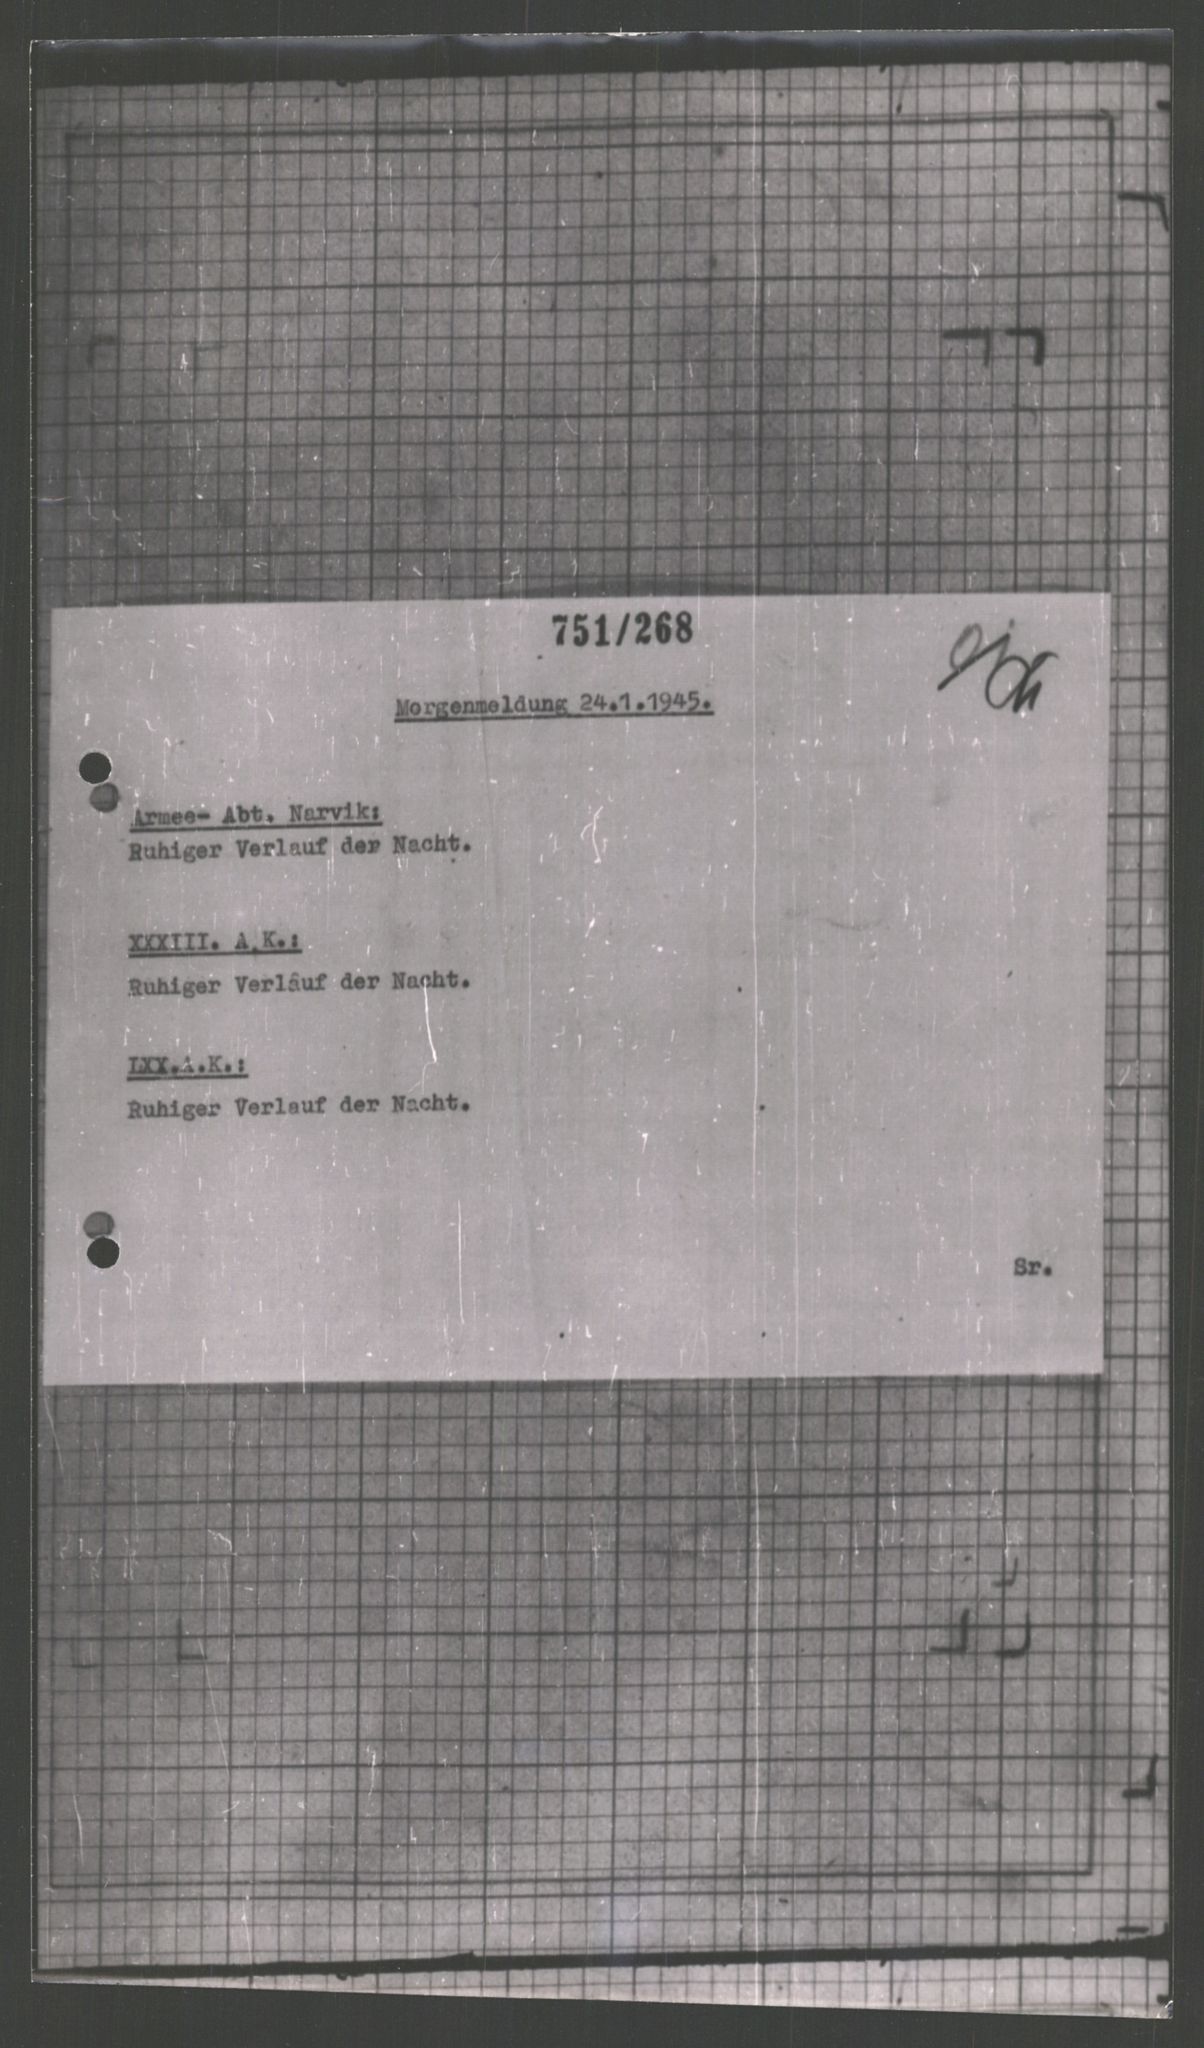 751/268
Morgenmeldung 24.1.1945.
Armee- Abt. Narvik:
Ruhiger Verlauf der Nacht.
XXXIII. A.K.:
Ruhiger Verlauf der Nacht.
LXX.A.K.:
Ruhiger Verlauf der Nacht.
Sr.